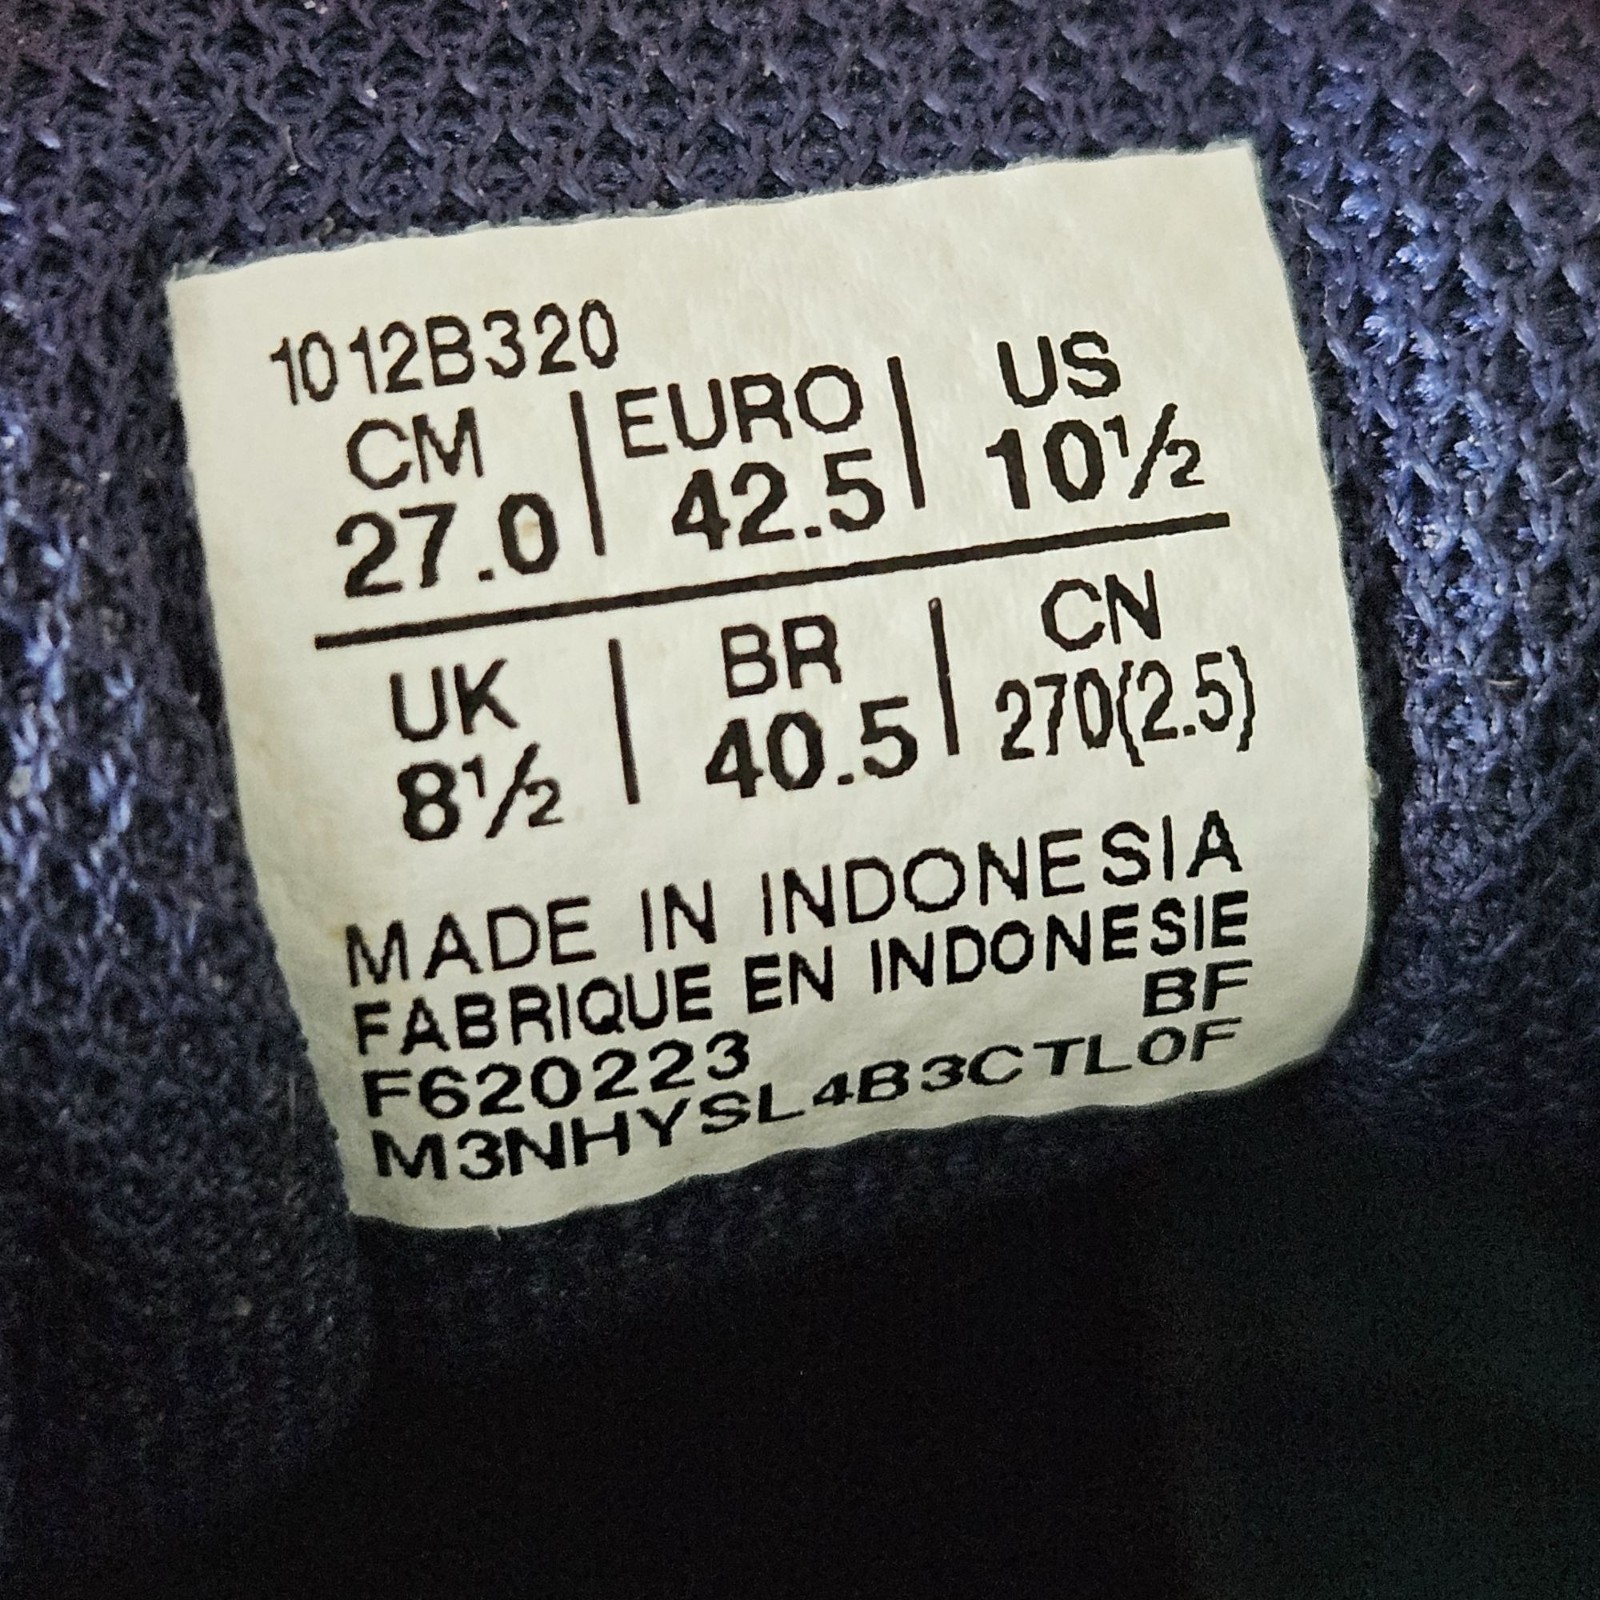 1012B320
CM | EURO | US
27.0 | 42.5 | 10½
UK | BR | CN
8½ | 40.5 | 270(2.5)
MADE IN INDONESIA
FABRIQUE EN INDONESIE
BF
F620223
M3NHYSL4B3CTL0F